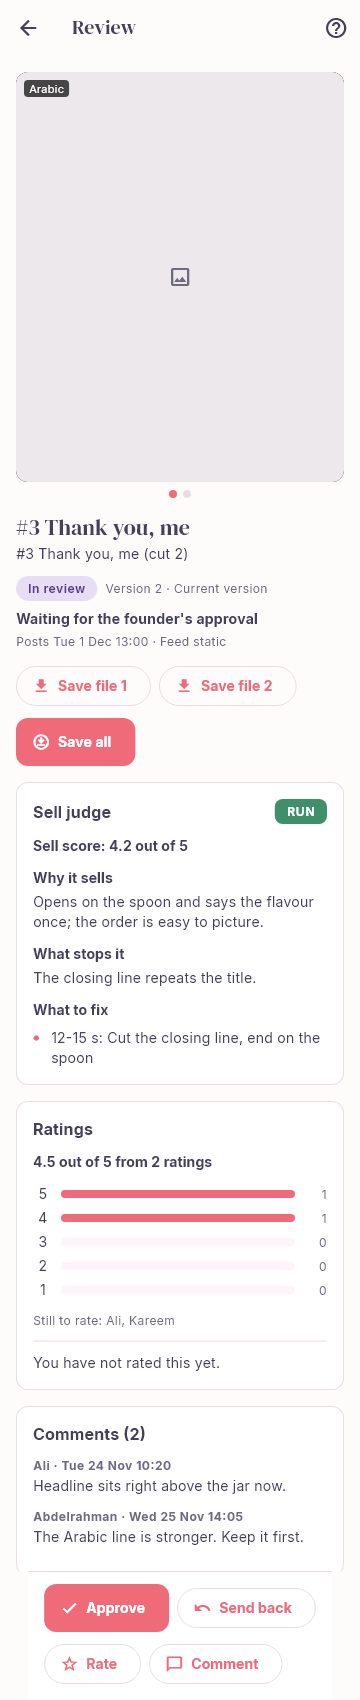 Review
Arabic
#3 Thank you, me
#3 Thank you, me (cut 2)
In review Version 2 · Current version
Waiting for the founder's approval
Posts Tue 1 Dec 13:00 · Feed static
Save file 1 Save file 2
Save all
Sell judge RUN
Sell score: 4.2 out of 5
Why it sells
Opens on the spoon and says the flavour
once; the order is easy to picture.
What stops it
The closing line repeats the title.
What to fix
• 12-15 s: Cut the closing line, end on the
spoon
Ratings
4.5 out of 5 from 2 ratings
5 1
4 1
3 0
2 0
1 0
Still to rate: Ali, Kareem
You have not rated this yet.
Comments (2)
Ali · Tue 24 Nov 10:20
Headline sits right above the jar now.
Abdelrahman · Wed 25 Nov 14:05
The Arabic line is stronger. Keep it first.
Approve Send back
Rate Comment